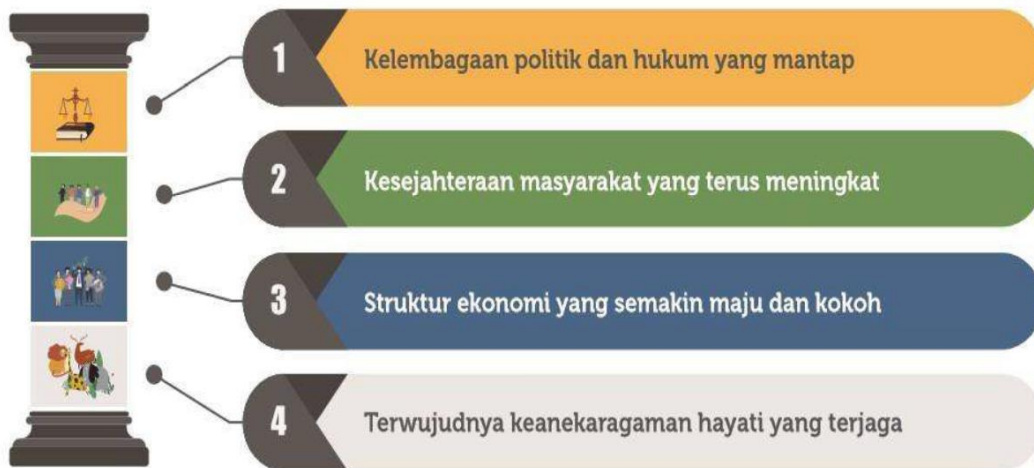 1
Kelembagaan politik dan hukum yang mantap
2
Kesejahteraan masyarakat yang terus meningkat
3
Struktur ekonomi yang semakin maju dan kokoh
4
Terwujudnya keanekaragaman hayati yang terjaga